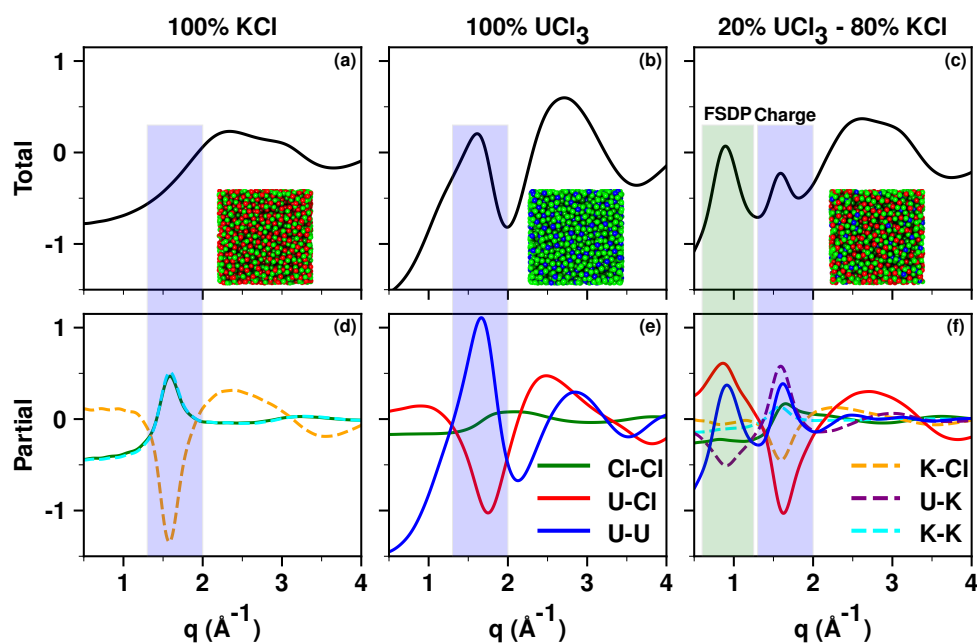 100% KCl
100% UCl3
20% UCl3 - 80% KCl
Total
1
0
-1
(a)
(b)
(c)
FSDP
Charge
Partial
1
0
-1
(d)
(e)
(f)
Cl-Cl
U-Cl
U-U
K-Cl
U-K
K-K
1 2 3 4
1 2 3 4
1 2 3 4
q (Å-1)
q (Å-1)
q (Å-1)